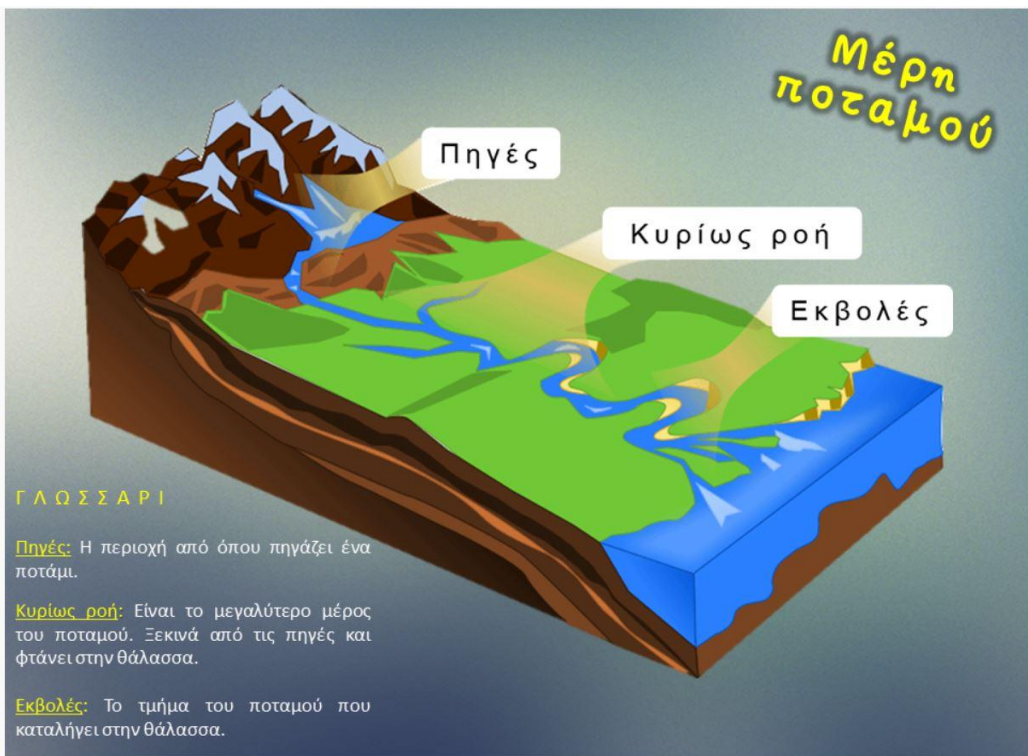 Μέρη
ποταμού
Πηγές
Κυρίως ροή
Εκβολές
ΓΛΩΣΣΑΡΙ
Πηγές: Η περιοχή από όπου πηγάζει ένα
ποτάμι.
Κυρίως ροή: Είναι το μεγαλύτερο μέρος
του ποταμού. Ξεκινά από τις πηγές και
φτάνει στην θάλασσα.
Εκβολές: Το τμήμα του ποταμού που
καταλήγει στην θάλασσα.